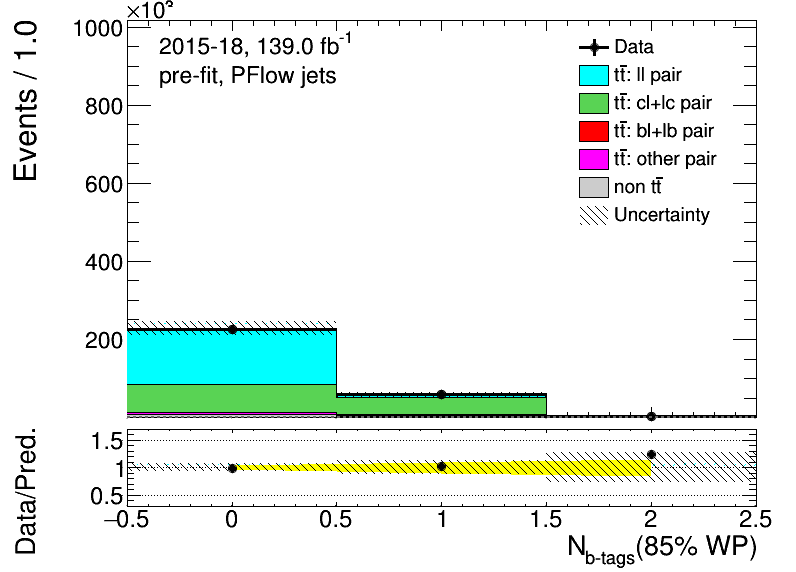 ×10³
Events / 1.0
1000
800
600
400
200
2015-18, 139.0 fb⁻¹
pre-fit, PFlow jets
Data
tt̄: ll pair
tt̄: cl+lc pair
tt̄: bl+lb pair
tt̄: other pair
non tt̄
Uncertainty
Data/Pred.
1.5
1
0.5
−0.5 0 0.5 1 1.5 2 2.5
N_b-tags(85% WP)